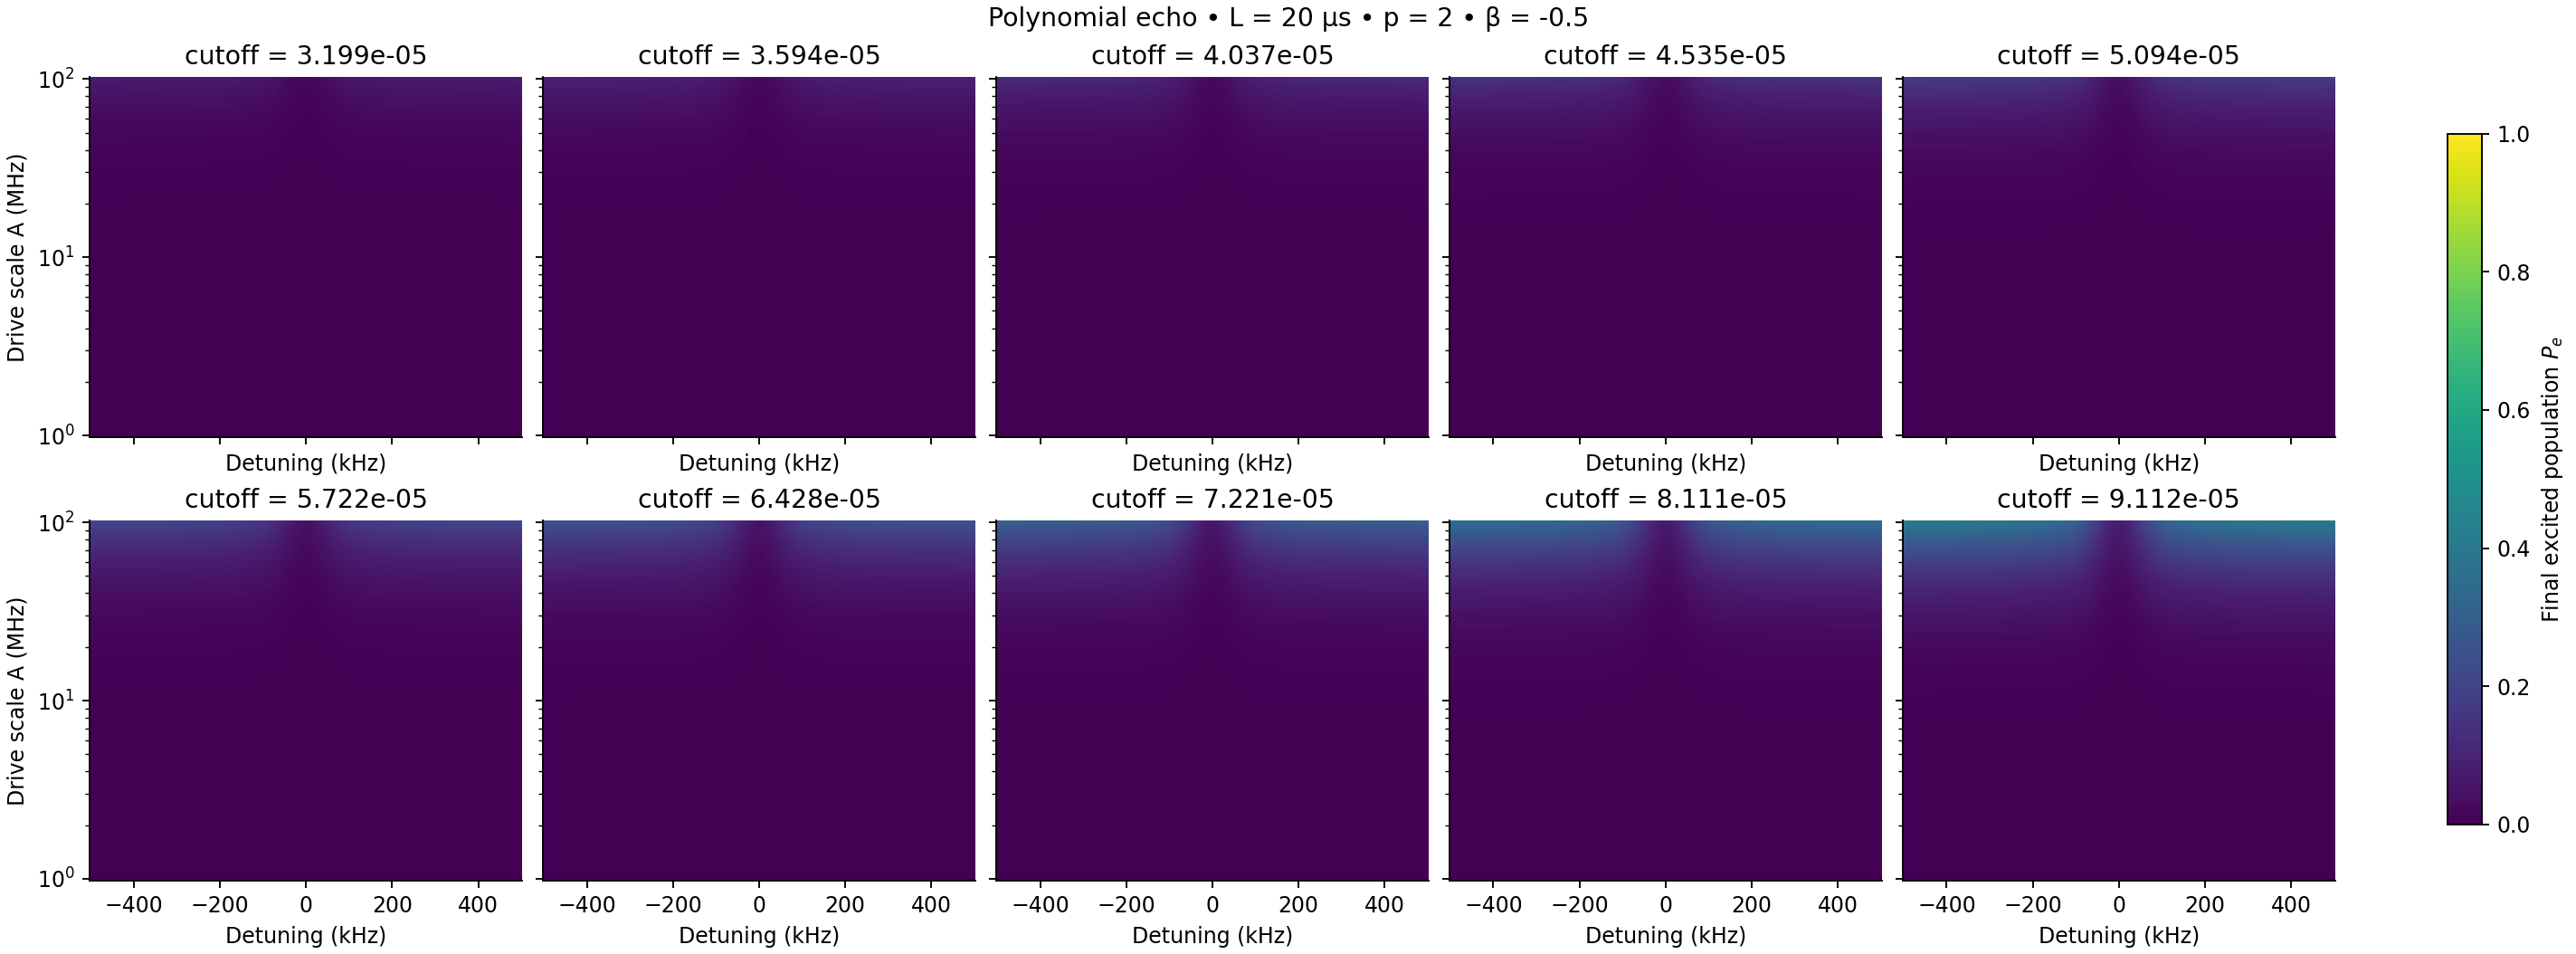 Polynomial echo • L = 20 µs • p = 2 • β = -0.5
cutoff = 3.199e-05
cutoff = 3.594e-05
cutoff = 4.037e-05
cutoff = 4.535e-05
cutoff = 5.094e-05
Drive scale A (MHz)
10²
10¹
10⁰
Detuning (kHz)
Detuning (kHz)
Detuning (kHz)
Detuning (kHz)
Detuning (kHz)
cutoff = 5.722e-05
cutoff = 6.428e-05
cutoff = 7.221e-05
cutoff = 8.111e-05
cutoff = 9.112e-05
Drive scale A (MHz)
10²
10¹
10⁰
−400 −200 0 200 400
−400 −200 0 200 400
−400 −200 0 200 400
−400 −200 0 200 400
−400 −200 0 200 400
Detuning (kHz)
Detuning (kHz)
Detuning (kHz)
Detuning (kHz)
Detuning (kHz)
1.0
0.8
0.6
0.4
0.2
0.0
Final excited population Pₑ